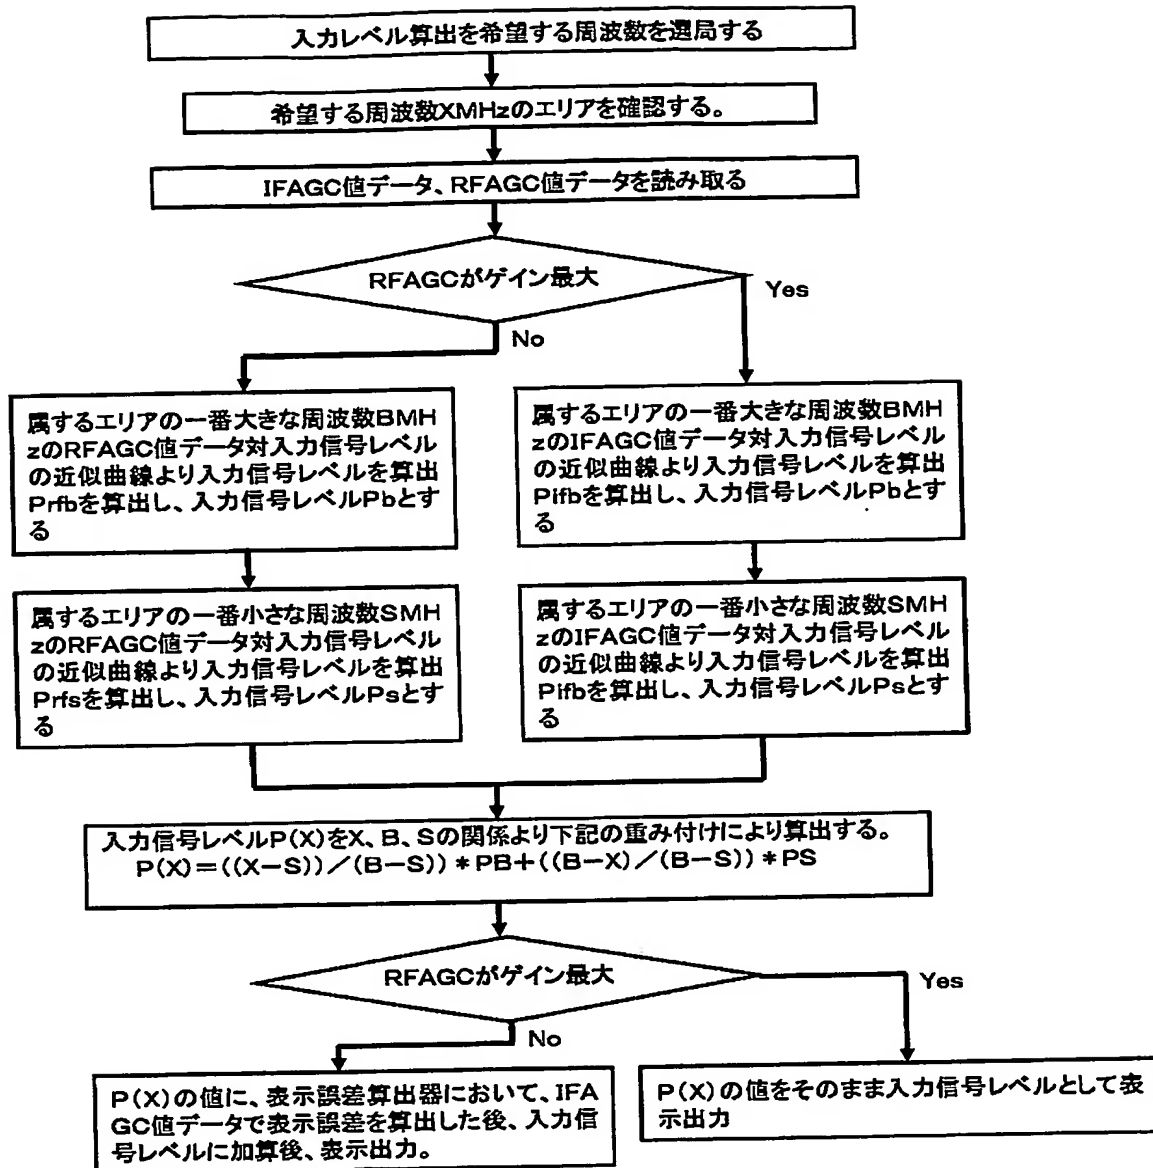 入力レベル算出を希望する周波数を選局する
希望する周波数XMHzのエリアを確認する。
IFAGC値データ、RFAGC値データを読み取る
RFAGCがゲイン最大
Yes
No
属するエリアの一番大きな周波数BMH
zのRFAGC値データ対入力信号レベル
の近似曲線より入力信号レベルを算出
Prfbを算出し、入力信号レベルPbとす
る
属するエリアの一番大きな周波数BMH
zのIFAGC値データ対入力信号レベル
の近似曲線より入力信号レベルを算出
Pifbを算出し、入力信号レベルPbとす
る
属するエリアの一番小さな周波数SMH
zのRFAGC値データ対入力信号レベル
の近似曲線より入力信号レベルを算出
Prfsを算出し、入力信号レベルPsとす
る
属するエリアの一番小さな周波数SMH
zのIFAGC値データ対入力信号レベル
の近似曲線より入力信号レベルを算出
Pifbを算出し、入力信号レベルPsとす
る
入力信号レベルP(X)をX、B、Sの関係より下記の重み付けにより算出する。
P(X)=((X-S))/(B-S))*PB+((B-X)/(B-S))*PS
RFAGCがゲイン最大
Yes
No
P(X)の値に、表示誤差算出器において、IFA
GC値データで表示誤差を算出した後、入力信
号レベルに加算後、表示出力。
P(X)の値をそのまま入力信号レベルとして表
示出力